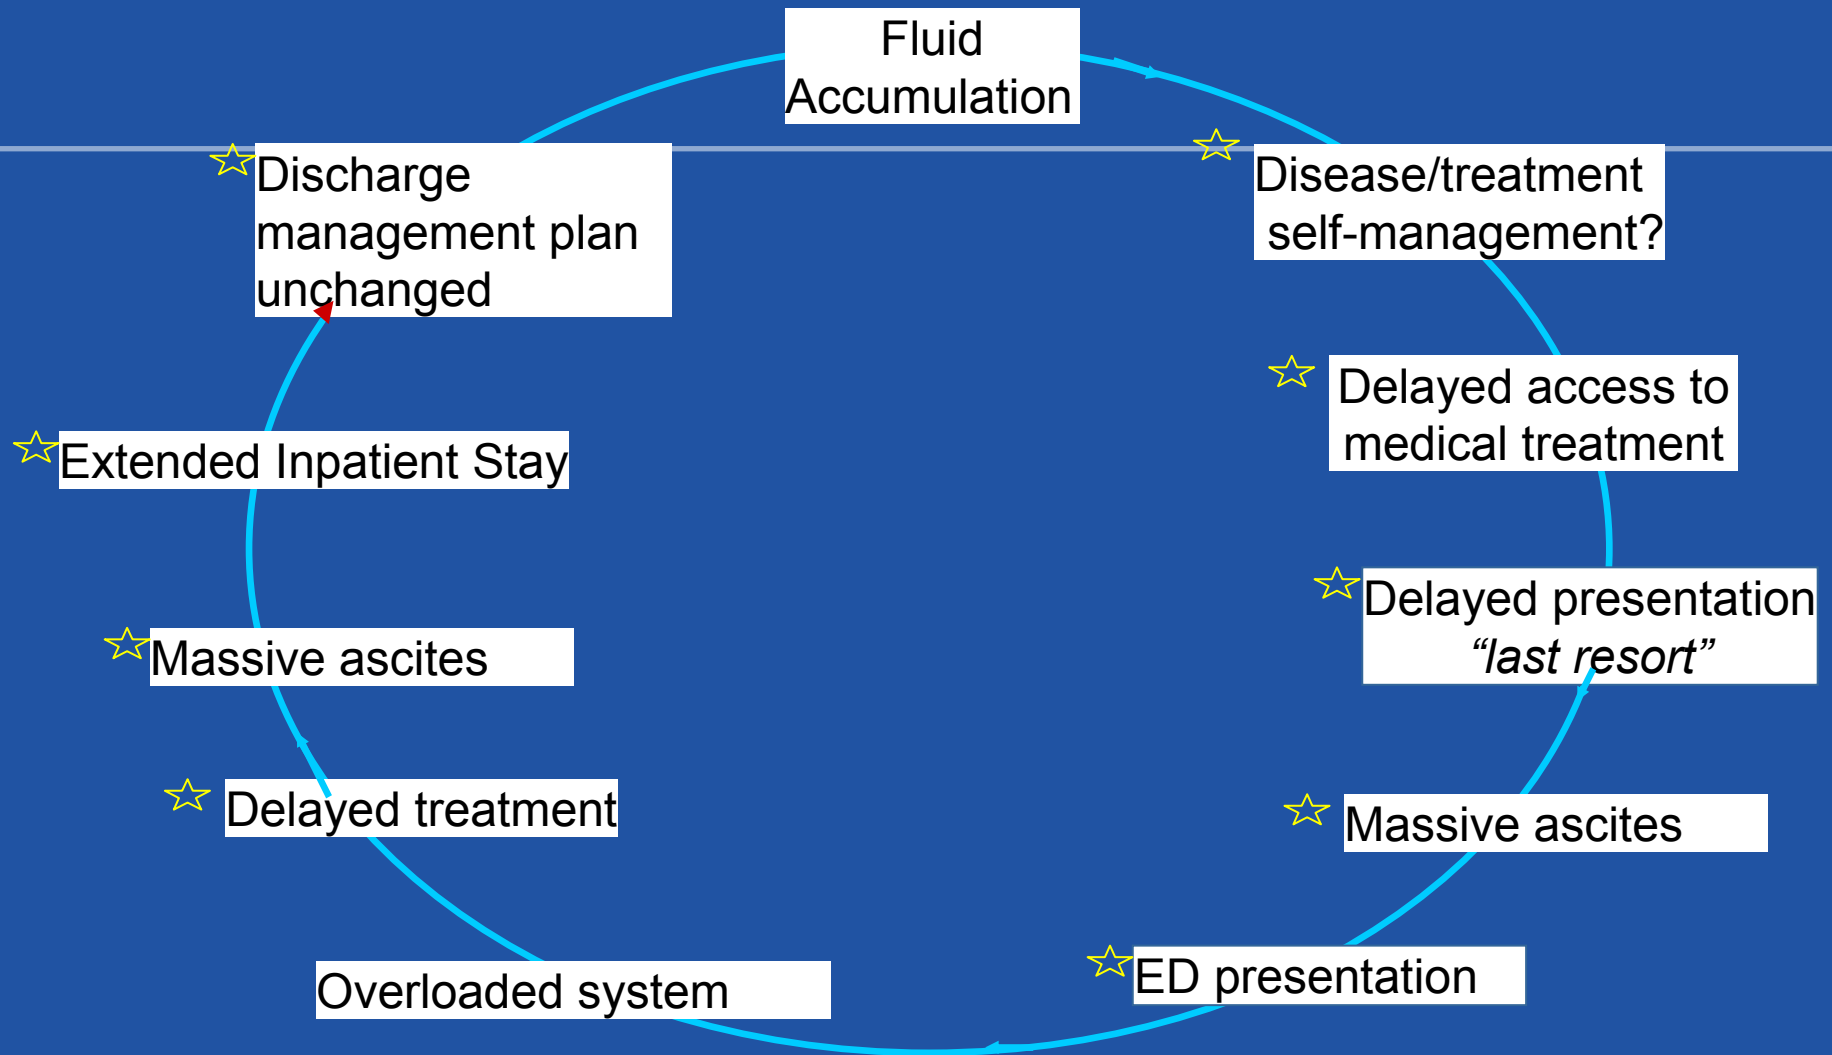 Fluid
Accumulation
Disease/treatment
self-management?
Delayed access to
medical treatment
Delayed presentation
“last resort”
Massive ascites
ED presentation
Overloaded system
Delayed treatment
Massive ascites
Extended Inpatient Stay
Discharge
management plan
unchanged